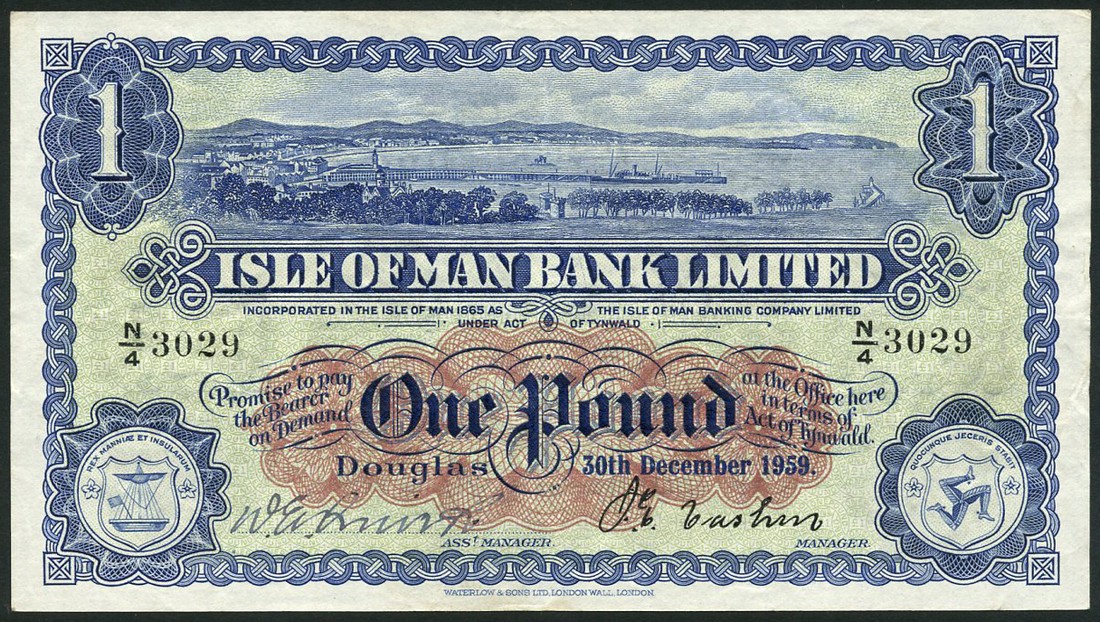 1 1
ISLE OF MAN BANK LIMITED
INCORPORATED IN THE ISLE OF MAN 1865 AS THE ISLE OF MAN BANKING COMPANY LIMITED
UNDER ACT OF TYNWALD
N/4 3029 N/4 3029
Promise to pay
the Bearer
on Demand
One Pound
at the Office here
in terms of
Act of Tynwald.
Douglas 30th December 1959.
REX MANNIÆ ET INSULARUM
QUOCUNQUE JECERIS STABIT
J.E. Cashen
ASST. MANAGER. MANAGER.
WATERLOW & SONS LTD, LONDON WALL, LONDON.